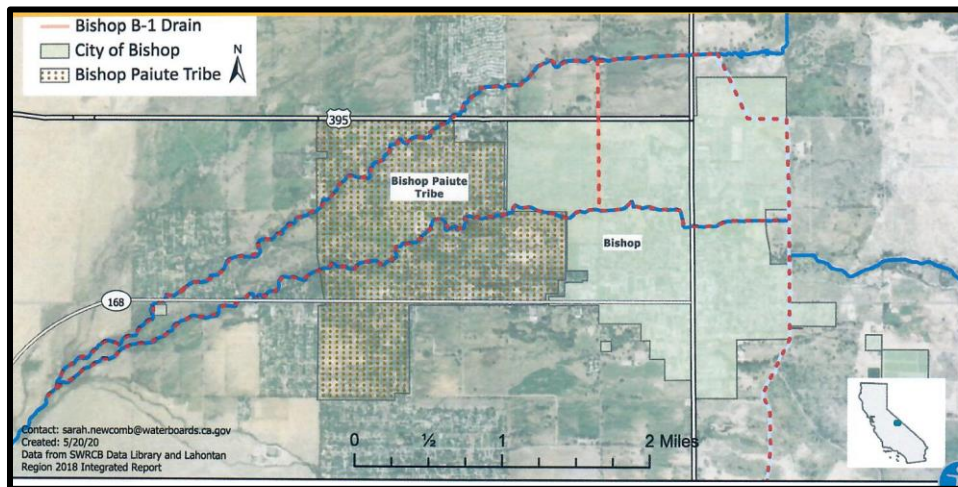 Bishop B-1 Drain
City of Bishop
Bishop Paiute Tribe
N
395
Bishop Paiute
Tribe
Bishop
168
Contact: sarah.newcomb@waterboards.ca.gov
Created: 5/20/20
Data from SWRCB Data Library and Lahontan
Region 2018 Integrated Report
0 ½ 1 2 Miles